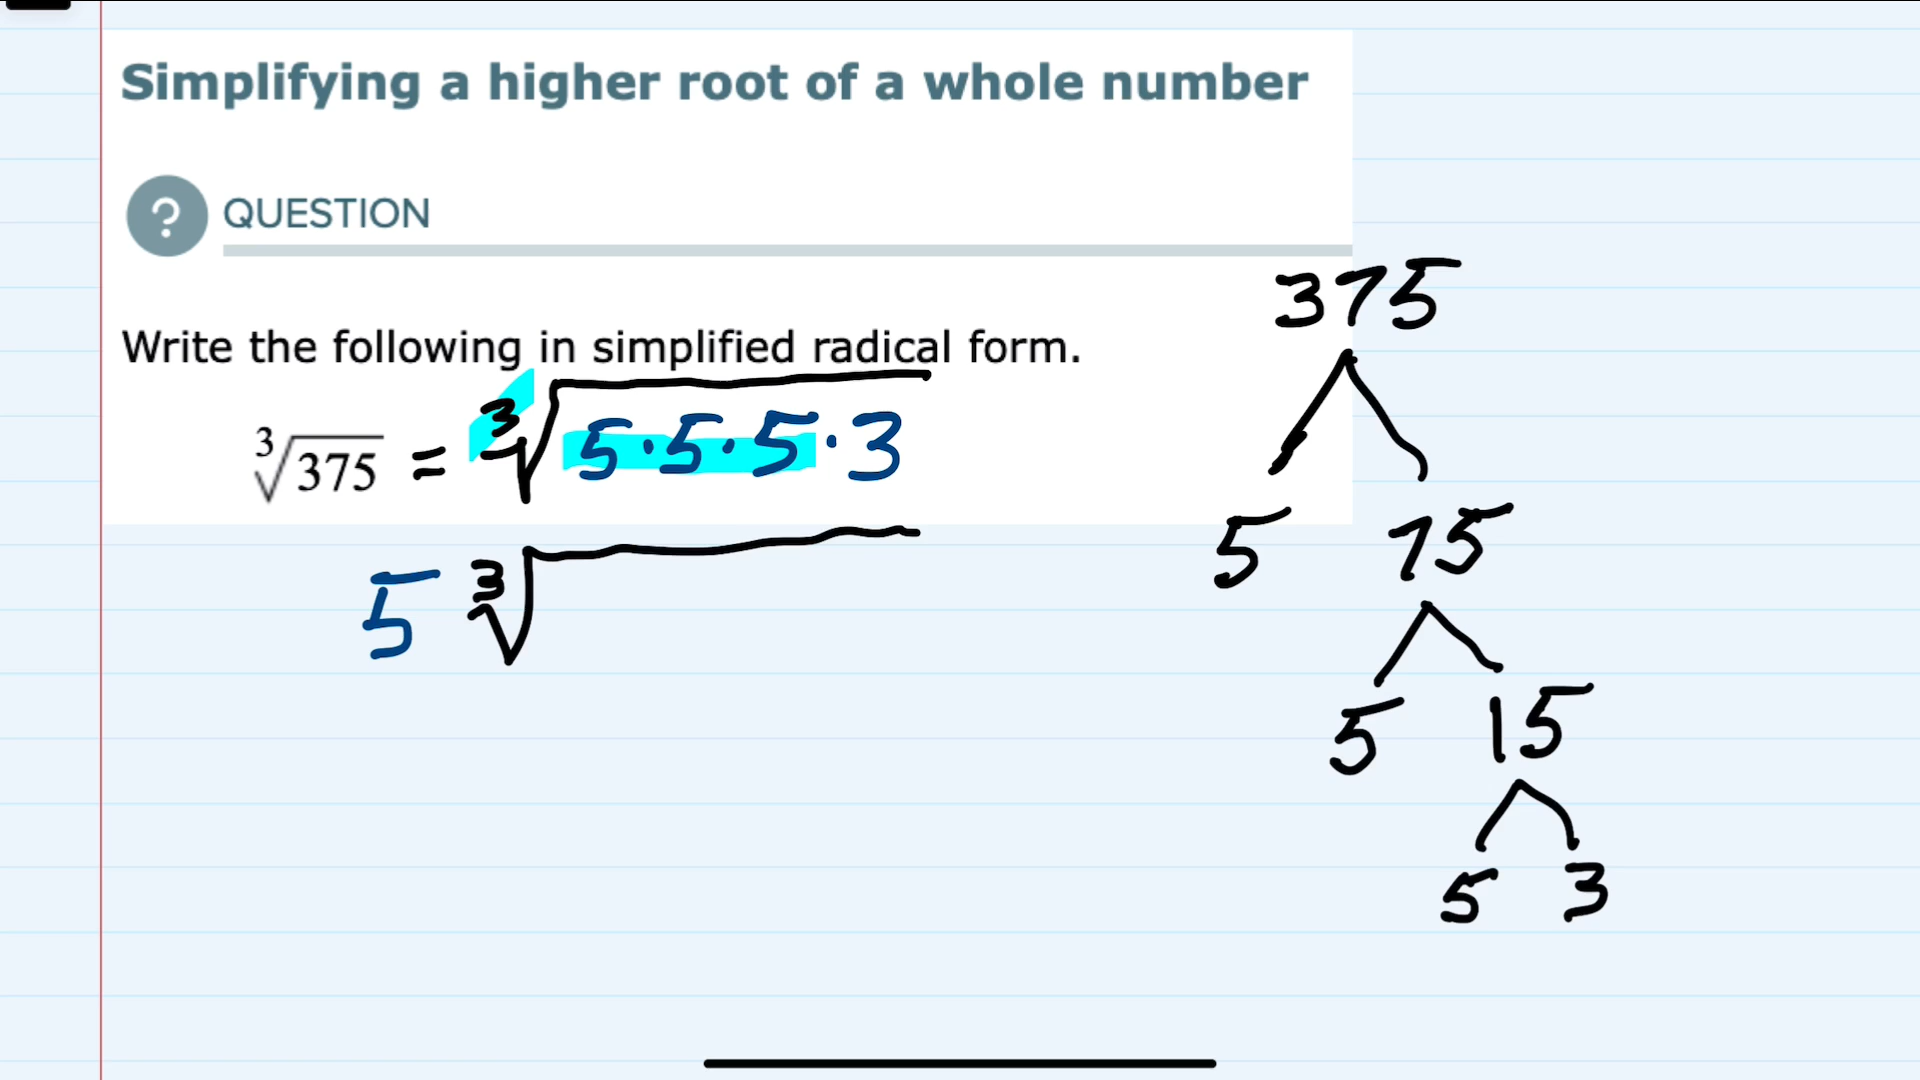 Simplifying a higher root of a whole number
? QUESTION
Write the following in simplified radical form.
∛375 = ∛5·5·5·3
5 ∛
375
5 75
5 15
5 3